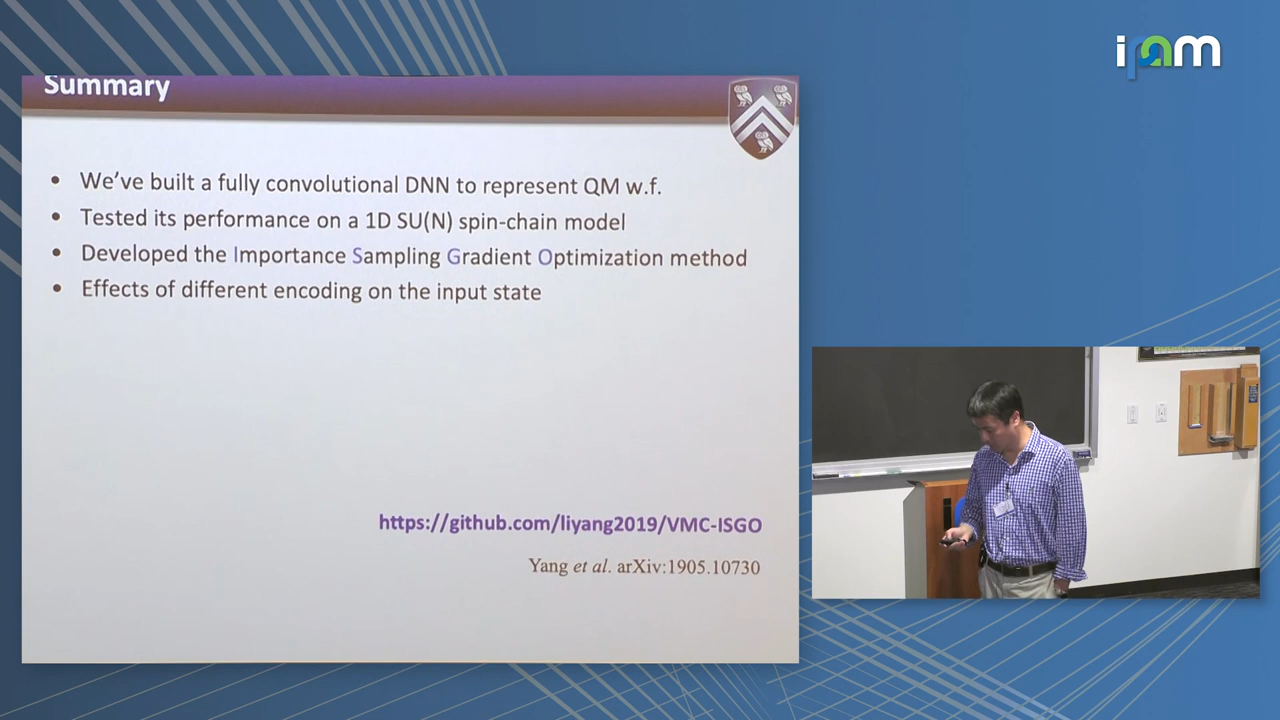 ipam
Summary
• We’ve built a fully convolutional DNN to represent QM w.f.
• Tested its performance on a 1D SU(N) spin-chain model
• Developed the Importance Sampling Gradient Optimization method
• Effects of different encoding on the input state
https://github.com/liyang2019/VMC-ISGO
Yang et al. arXiv:1905.10730